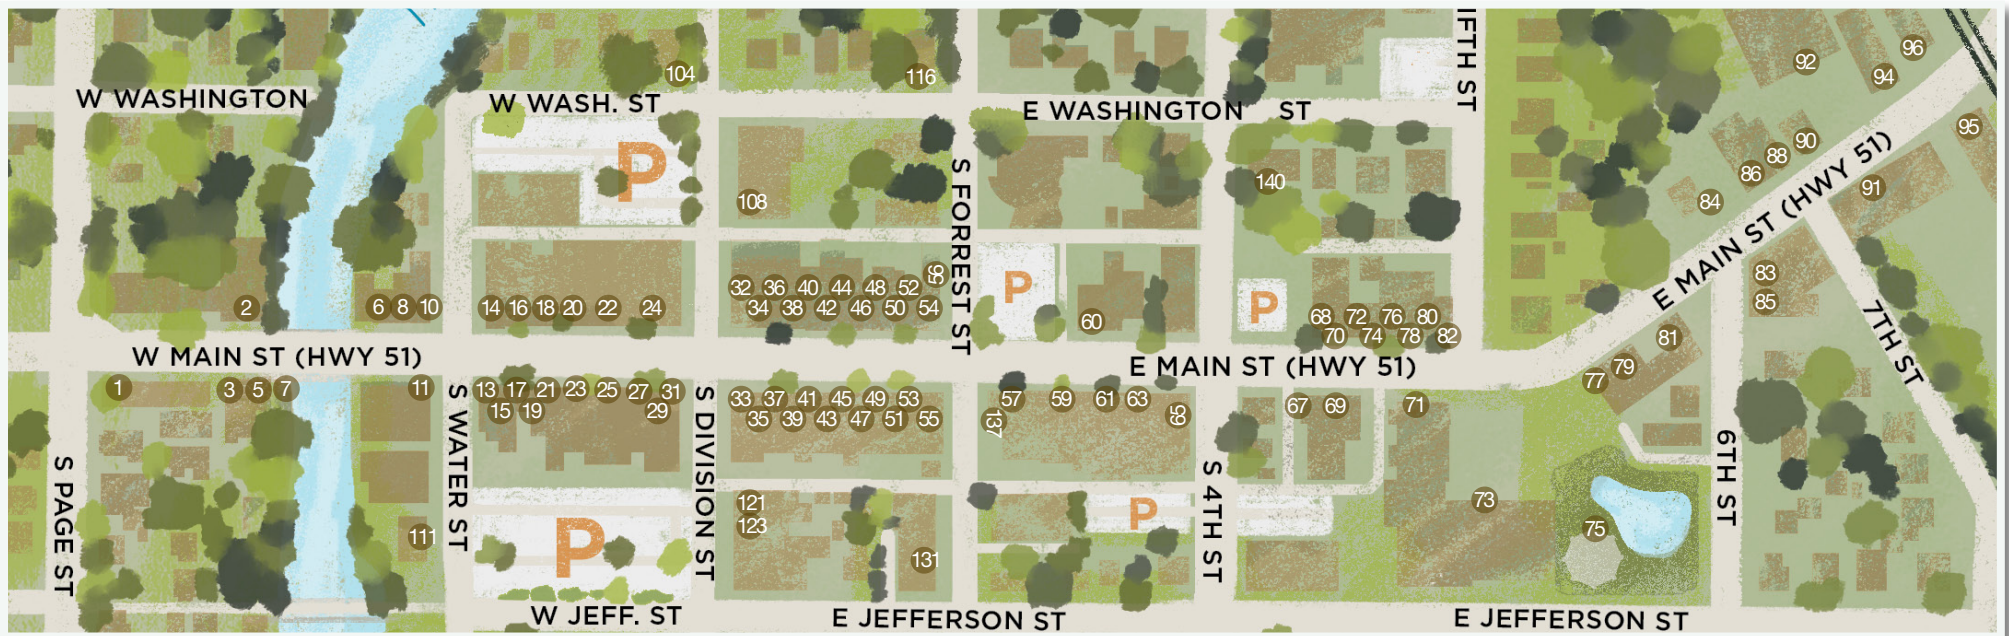 IFTH ST
96
92
94
104
116
W WASHINGTON
W WASH. ST
E WASHINGTON ST
95
90
88
86
91
84
P
140
108
S FORREST ST
E MAIN ST (HWY 51)
83
85
7TH ST
32 36 40 44 48 52 56
34 38 42 46 50 54
2
6 8 10
14 16 18 20 22 24
P
60
P
68 72 76 80
70 74 78 82
81
79
77
W MAIN ST (HWY 51)
E MAIN ST (HWY 51)
1
3 5 7
11
13 17 21 23 25 27 31
15 19 29
33 37 41 45 49 53
35 39 43 47 51 55
57 59 61 63 65
137
67 69
71
S PAGE ST
S WATER ST
S DIVISION ST
S 4TH ST
6TH ST
111
P
121
123
131
P
73
75
W JEFF. ST
E JEFFERSON ST
E JEFFERSON ST